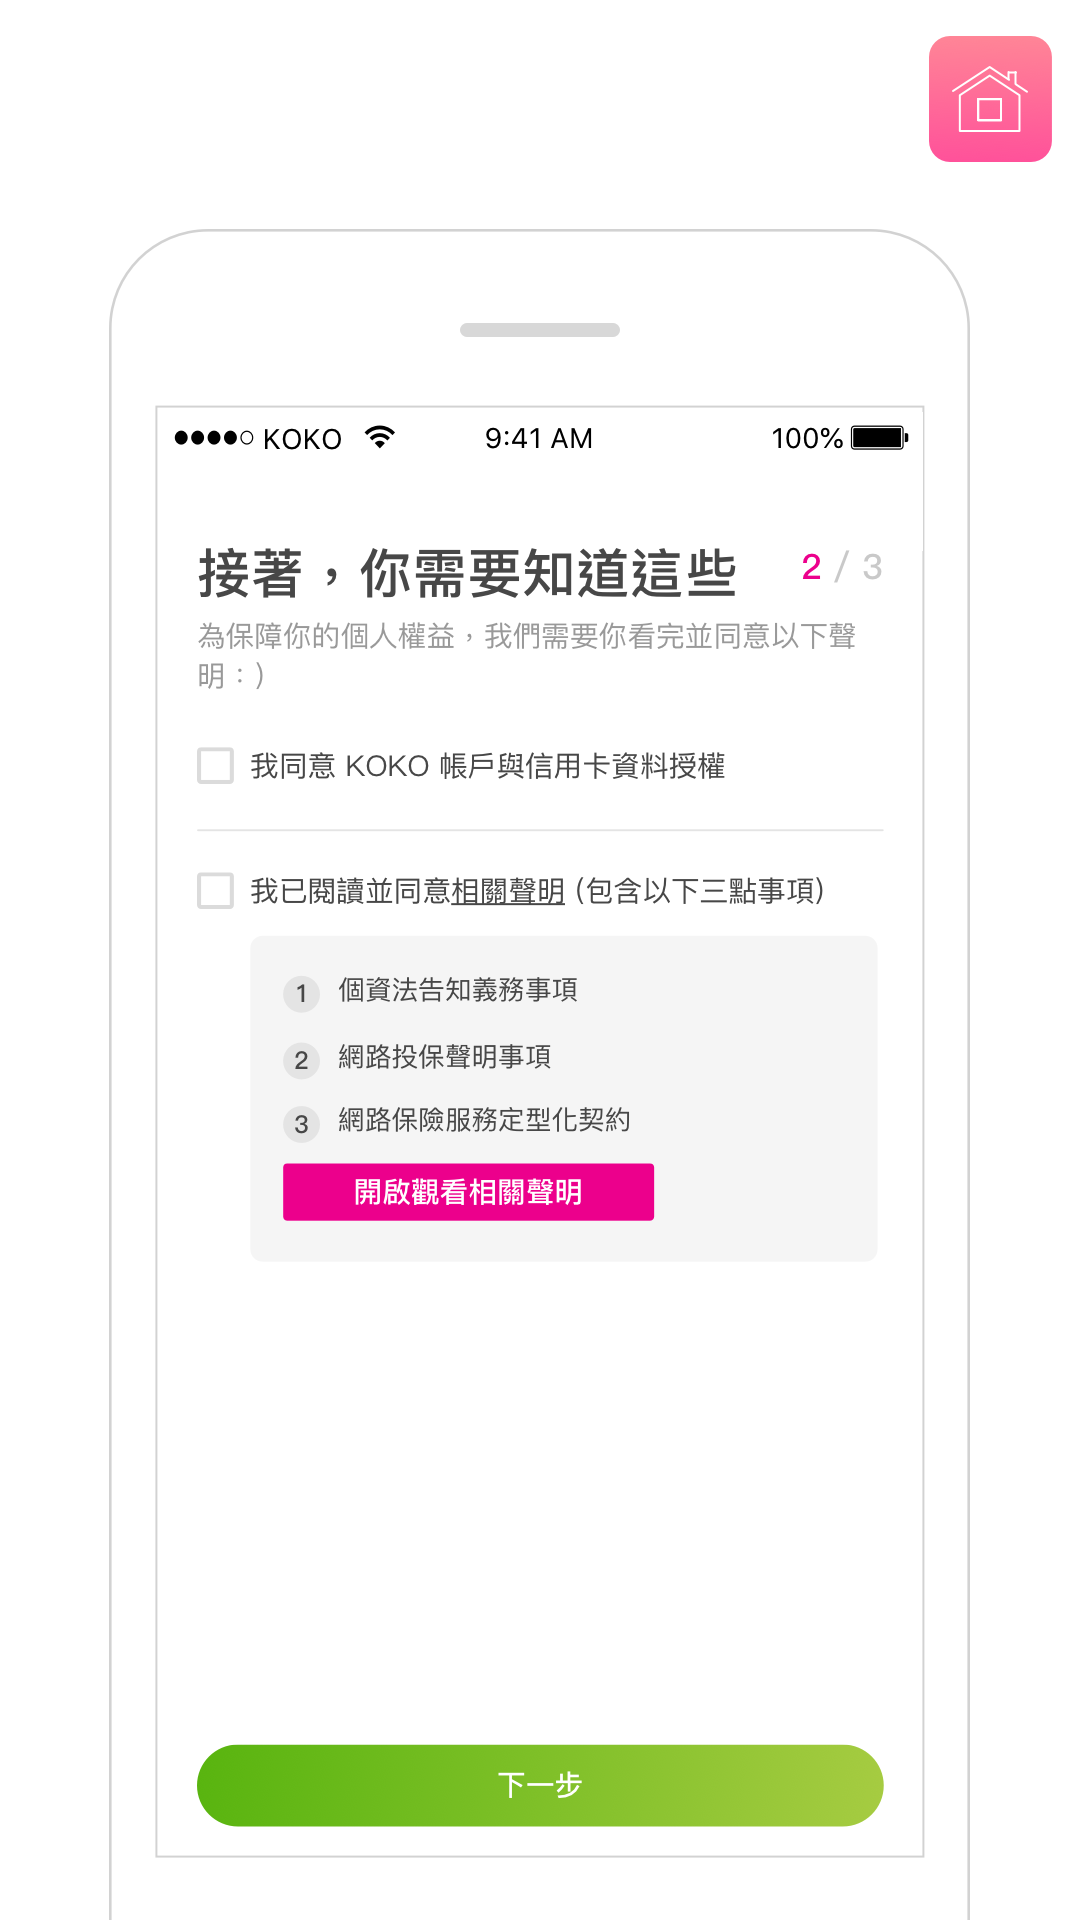 KOKO 9:41 AM 100%
接著，你需要知道這些 2 / 3
為保障你的個人權益，我們需要你看完並同意以下聲
明：)
我同意 KOKO 帳戶與信用卡資料授權
我已閱讀並同意相關聲明 (包含以下三點事項)
1 個資法告知義務事項
2 網路投保聲明事項
3 網路保險服務定型化契約
開啟觀看相關聲明
下一步